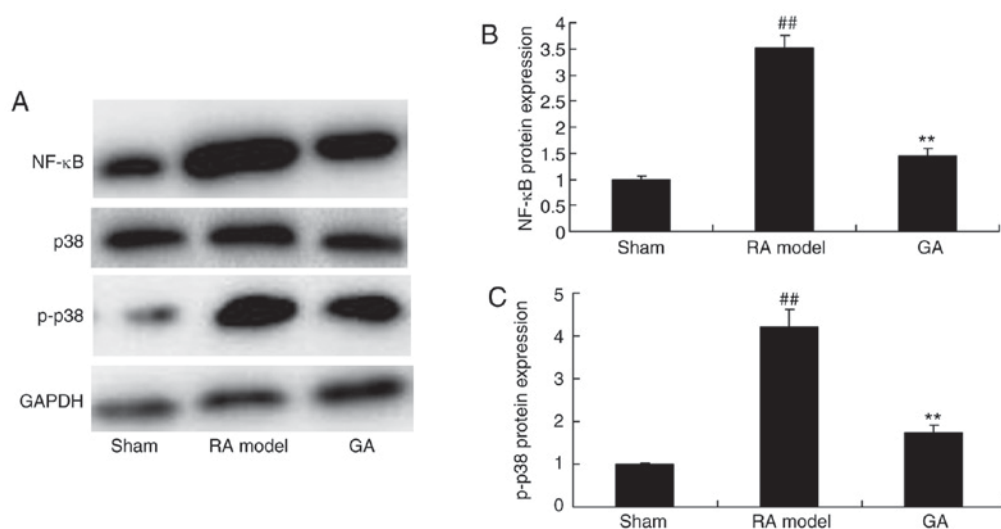 A
NF-κB
p38
p-p38
GAPDH
Sham RA model GA
B
NF-κB protein expression
4
3.5
3
2.5
2
1.5
1
0.5
0
##
**
Sham RA model GA
C
p-p38 protein expression
5
4
3
2
1
0
##
**
Sham RA model GA